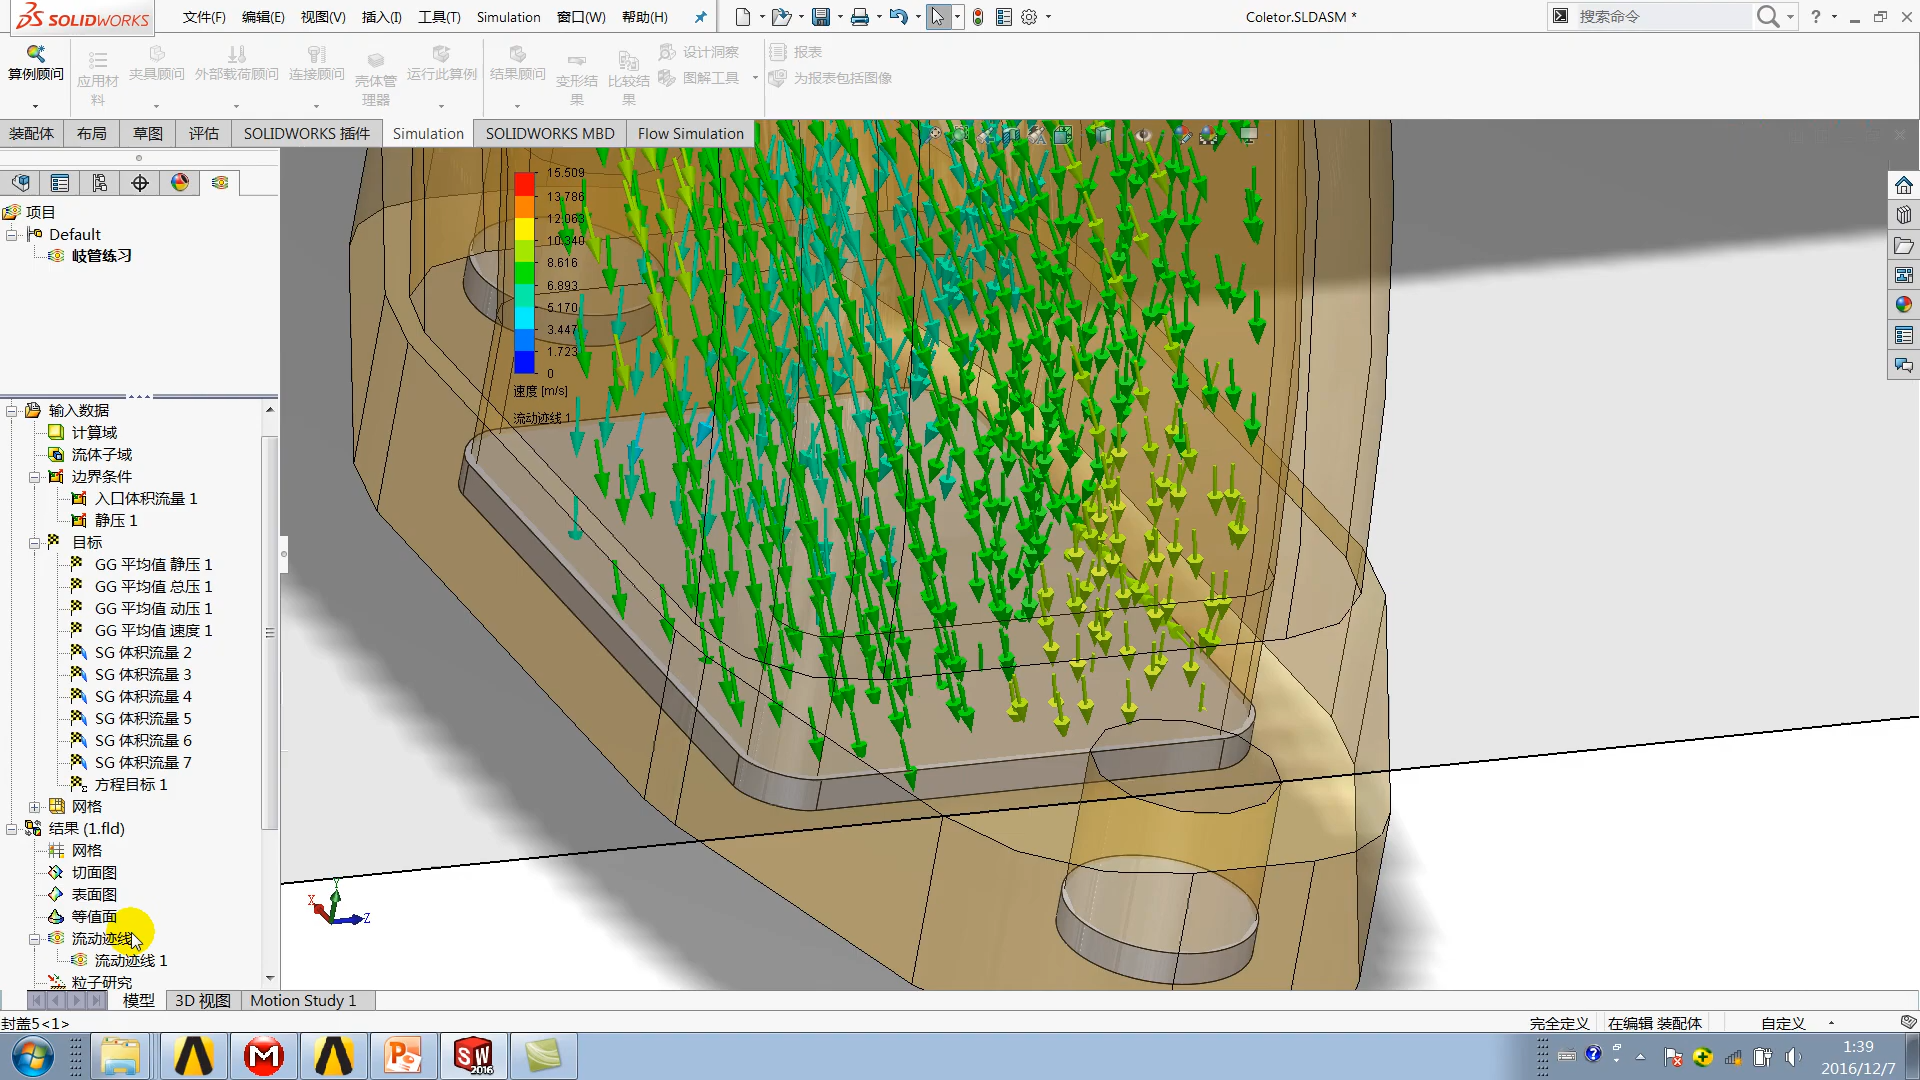 SOLIDWORKS 文件(F) 编辑(E) 视图(V) 插入(I) 工具(T) Simulation 窗口(W) 帮助(H) Coletor.SLDASM * 搜索命令 ?
算例顾问
应用材料
夹具顾问
外部载荷顾问
连接顾问
壳体管理器
运行此算例
结果顾问
变形结果
比较结果
设计洞察
图解工具
报表
为报表包括图像
装配体 布局 草图 评估 SOLIDWORKS 插件 Simulation SOLIDWORKS MBD Flow Simulation
项目
Default
歧管练习
15.509
13.786
12.063
10.340
8.616
6.893
5.170
3.447
1.723
0
速度 [m/s]
流动迹线 1
输入数据
计算域
流体子域
边界条件
入口体积流量 1
静压 1
目标
GG 平均值 静压 1
GG 平均值 总压 1
GG 平均值 动压 1
GG 平均值 速度 1
SG 体积流量 2
SG 体积流量 3
SG 体积流量 4
SG 体积流量 5
SG 体积流量 6
SG 体积流量 7
方程目标 1
网格
结果 (1.fld)
网格
切面图
表面图
等值面
流动迹线
流动迹线 1
粒子研究
X Y Z
模型 3D 视图 Motion Study 1
封盖5<1> 完全定义 在编辑 装配体 自定义
SW 2016
1:39
2016/12/7